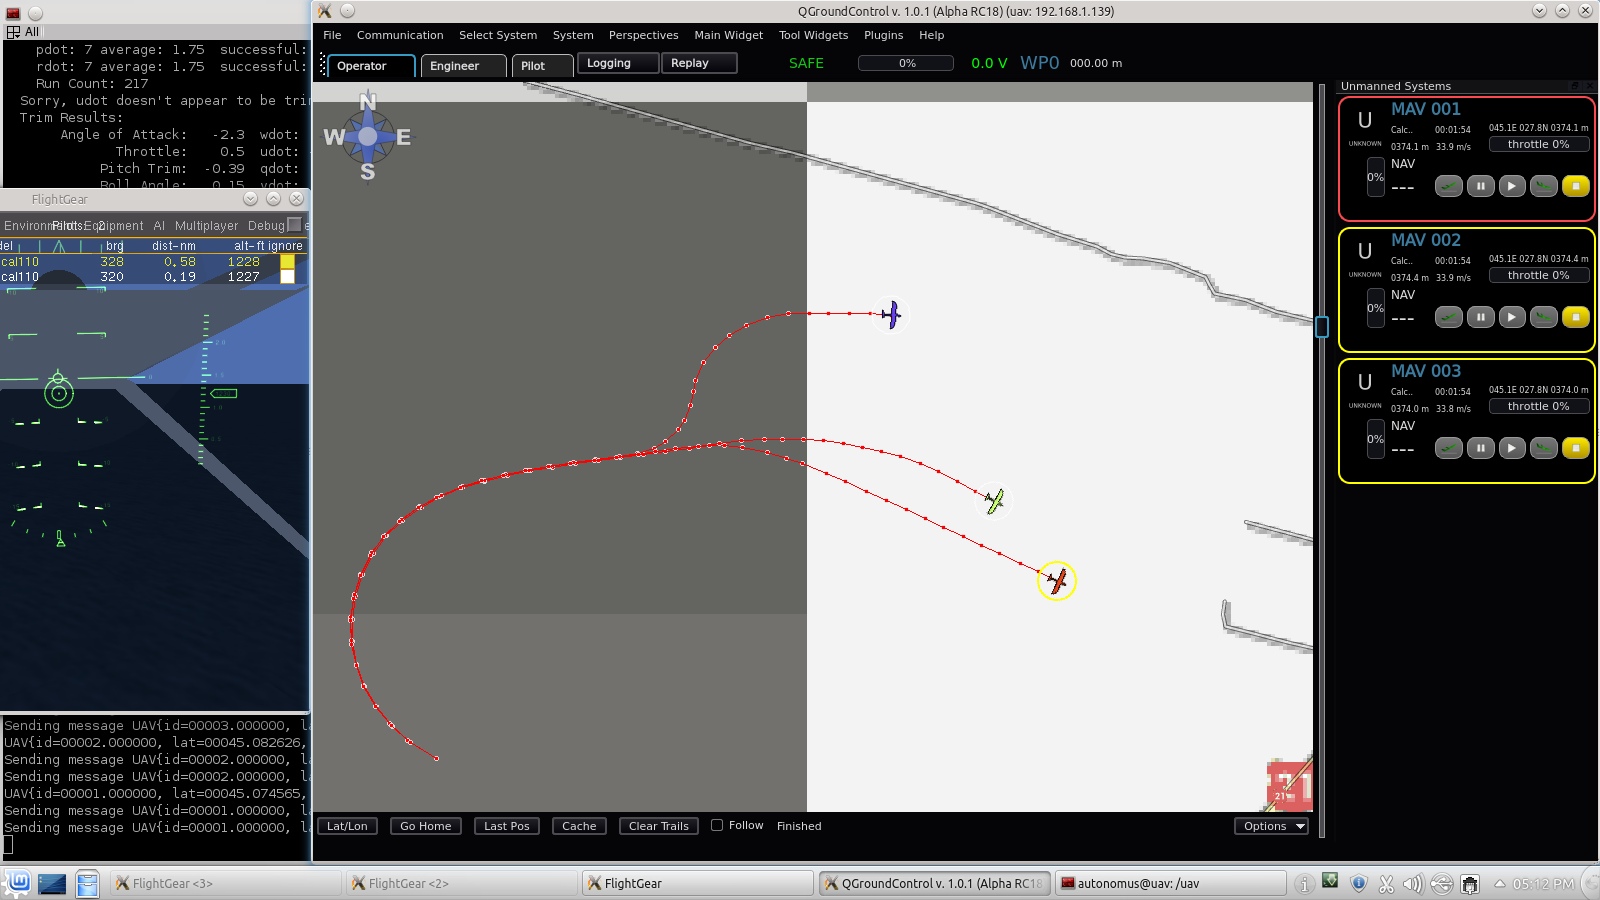 All
pdot: 7 average: 1.75 successful:
rdot: 7 average: 1.75 successful:
Run Count: 217
Sorry, udot doesn't appear to be
Trim Results:
Angle of Attack: -2.3 wdot:
Throttle: 0.5 udot:
Pitch Trim: -0.39 qdot:
Roll Angle: 0.15 vdot:
FlightGear
Equipment AI Multiplayer Debug
brg dist-nm alt-ft ignore
cal110 328 0.58 1228
cal110 320 0.19 1227
Sending message UAV{id=00003.000000,
UAV{id=00002.000000, lat=00045.082626,
Sending message UAV{id=00002.000000,
Sending message UAV{id=00002.000000,
UAV{id=00001.000000, lat=00045.074565,
Sending message UAV{id=00001.000000,
Sending message UAV{id=00001.000000,
QGroundControl v. 1.0.1 (Alpha RC18) (uav: 192.168.1.139)
File Communication Select System System Perspectives Main Widget Tool Widgets Plugins Help
Operator Engineer Pilot Logging Replay SAFE 0% 0.0 V WP0 000.00 m
N
W E
S
21
Lat/Lon Go Home Last Pos Cache Clear Trails Follow Finished Options
Unmanned Systems
MAV 001
U Calc.. 00:01:54 045.1E 027.8N 0374.1 m
UNKNOWN 0374.1 m 33.9 m/s throttle 0%
NAV
0% ---
MAV 002
U Calc.. 00:01:54 045.1E 027.8N 0374.4 m
UNKNOWN 0374.4 m 33.9 m/s throttle 0%
NAV
0% ---
MAV 003
U Calc.. 00:01:54 045.1E 027.8N 0374.0 m
UNKNOWN 0374.0 m 33.8 m/s throttle 0%
NAV
0% ---
FlightGear <3> FlightGear <2> FlightGear QGroundControl v. 1.0.1 (Alpha RC18 autonomus@uav: /uav 05:12 PM